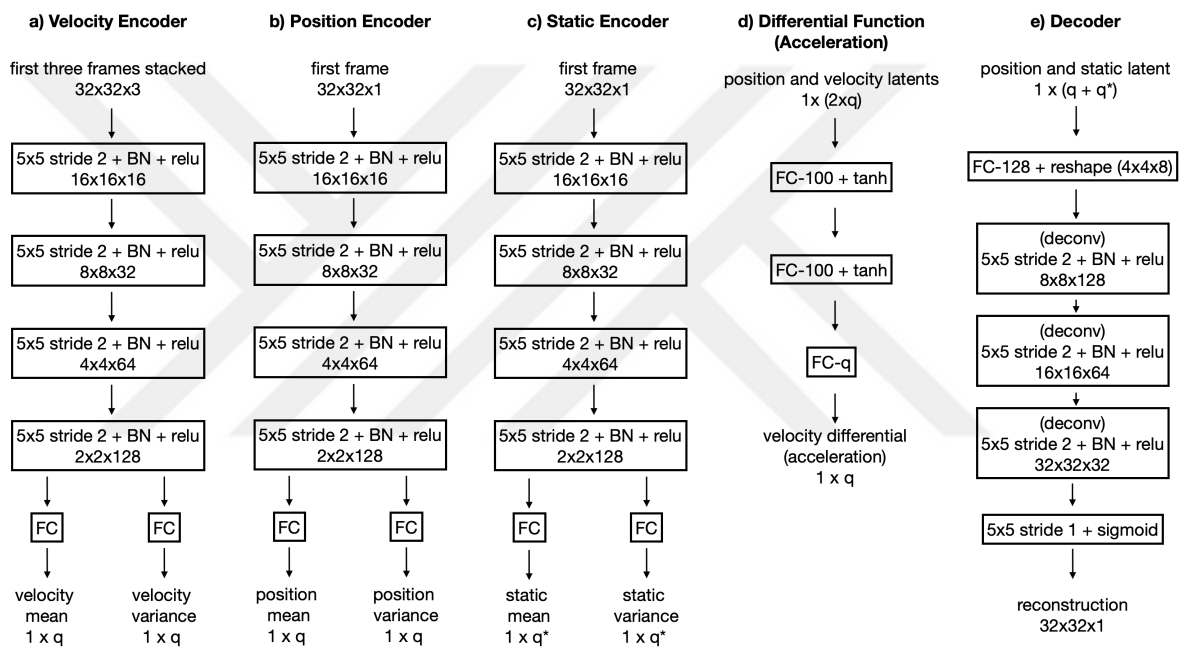 a) Velocity Encoder
first three frames stacked
32x32x3
5x5 stride 2 + BN + relu
16x16x16
5x5 stride 2 + BN + relu
8x8x32
5x5 stride 2 + BN + relu
4x4x64
5x5 stride 2 + BN + relu
2x2x128
FC
FC
velocity
mean
1 x q
velocity
variance
1 x q
b) Position Encoder
first frame
32x32x1
5x5 stride 2 + BN + relu
16x16x16
5x5 stride 2 + BN + relu
8x8x32
5x5 stride 2 + BN + relu
4x4x64
5x5 stride 2 + BN + relu
2x2x128
FC
FC
position
mean
1 x q
position
variance
1 x q
c) Static Encoder
first frame
32x32x1
5x5 stride 2 + BN + relu
16x16x16
5x5 stride 2 + BN + relu
8x8x32
5x5 stride 2 + BN + relu
4x4x64
5x5 stride 2 + BN + relu
2x2x128
FC
FC
static
mean
1 x q*
static
variance
1 x q*
d) Differential Function
(Acceleration)
position and velocity latents
1x (2xq)
FC-100 + tanh
FC-100 + tanh
FC-q
velocity differential
(acceleration)
1 x q
e) Decoder
position and static latent
1 x (q + q*)
FC-128 + reshape (4x4x8)
(deconv)
5x5 stride 2 + BN + relu
8x8x128
(deconv)
5x5 stride 2 + BN + relu
16x16x64
(deconv)
5x5 stride 2 + BN + relu
32x32x32
5x5 stride 1 + sigmoid
reconstruction
32x32x1